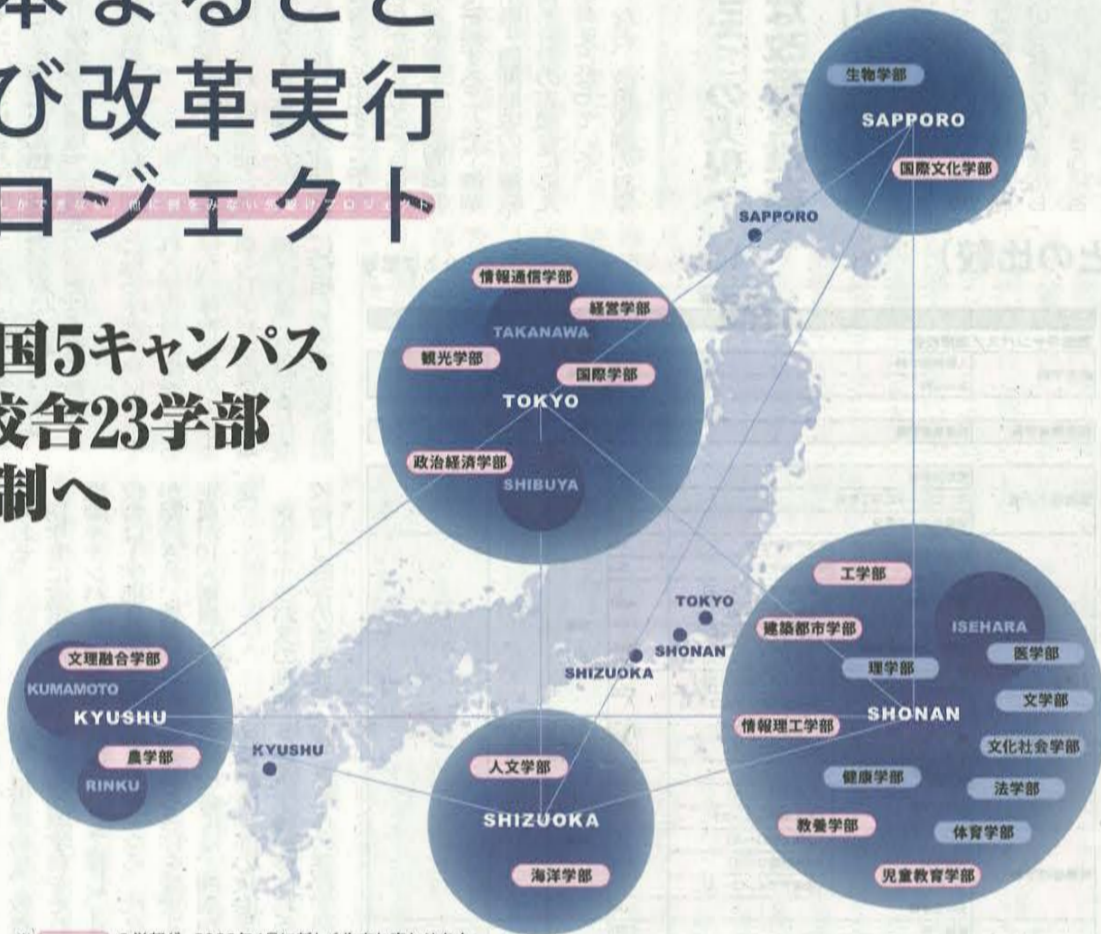 本まるごと
び改革実行
ロジェクト
国5キャンパス
校舎23学部
制へ
生物学部
SAPPORO
国際文化学部
SAPPORO
情報通信学部
経営学部
TAKANAWA
観光学部
国際学部
TOKYO
政治経済学部
SHIBUYA
工学部
TOKYO
建築都市学部
ISEHARA
SHONAN
医学部
文理融合学部
理学部
SHIZUOKA
KUMAMOTO
文学部
KYUSHU
SHONAN
情報理工学部
農学部
KYUSHU
人文学部
文化社会学部
健康学部
RINKU
法学部
SHIZUOKA
教養学部
体育学部
海洋学部
児童教育学部